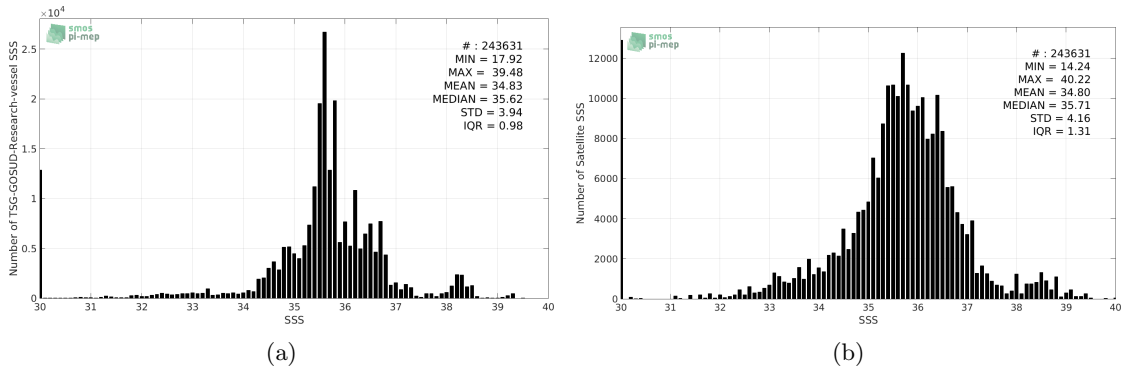 ×10⁴
smos
pi-mep
# : 243631
MIN = 17.92
MAX = 39.48
MEAN = 34.83
MEDIAN = 35.62
STD = 3.94
IQR = 0.98
Number of TSG-GOSUD-Research-vessel SSS
2.5
2
1.5
1
0.5
0
30 31 32 33 34 35 36 37 38 39 40
SSS
(a)
smos
pi-mep
# : 243631
MIN = 14.24
MAX = 40.22
MEAN = 34.80
MEDIAN = 35.71
STD = 4.16
IQR = 1.31
Number of Satellite SSS
12000
10000
8000
6000
4000
2000
0
30 31 32 33 34 35 36 37 38 39 40
SSS
(b)